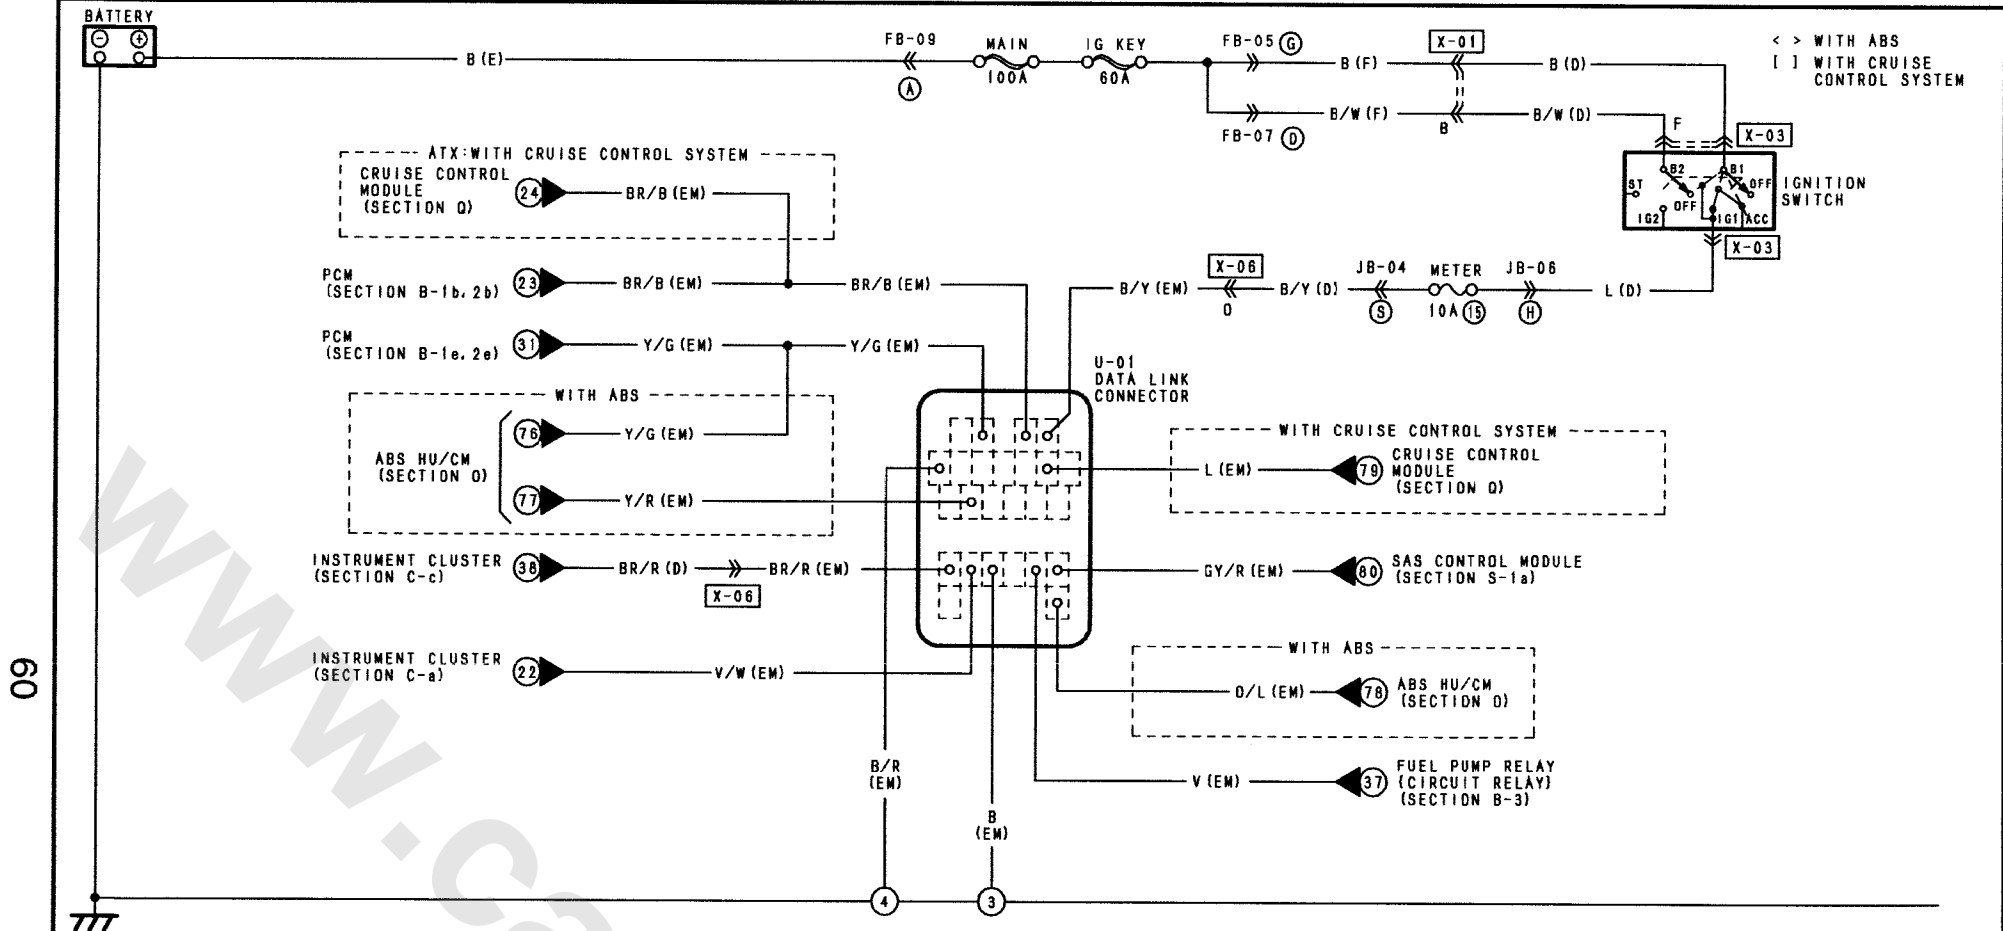 BATTERY
B (E)
FB-09
A
MAIN
100A
IG KEY
60A
FB-05 G
B (F)
X-01
B (D)
< > WITH ABS
[ ] WITH CRUISE
CONTROL SYSTEM
FB-07 D
B/W (F)
B
B/W (D)
F
X-03
B2
B1
ST
OFF
OFF
IG2
IG1
ACC
IGNITION
SWITCH
X-03
ATX:WITH CRUISE CONTROL SYSTEM
CRUISE CONTROL
MODULE
(SECTION Q)
24
BR/B (EM)
PCM
(SECTION B-1b, 2b)
23
BR/B (EM)
BR/B (EM)
B/Y (EM)
X-06
O
B/Y (D)
JB-04
S
METER
10A 15
JB-06
H
L (D)
PCM
(SECTION B-1e, 2e)
31
Y/G (EM)
Y/G (EM)
U-01
DATA LINK
CONNECTOR
WITH ABS
ABS HU/CM
(SECTION O)
76
Y/G (EM)
77
Y/R (EM)
WITH CRUISE CONTROL SYSTEM
L (EM)
79
CRUISE CONTROL
MODULE
(SECTION Q)
INSTRUMENT CLUSTER
(SECTION C-c)
38
BR/R (D)
X-06
BR/R (EM)
GY/R (EM)
80
SAS CONTROL MODULE
(SECTION S-1a)
INSTRUMENT CLUSTER
(SECTION C-a)
22
V/W (EM)
WITH ABS
O/L (EM)
78
ABS HU/CM
(SECTION O)
B/R
(EM)
B
(EM)
V (EM)
37
FUEL PUMP RELAY
(CIRCUIT RELAY)
(SECTION B-3)
4
3
60
www.ca